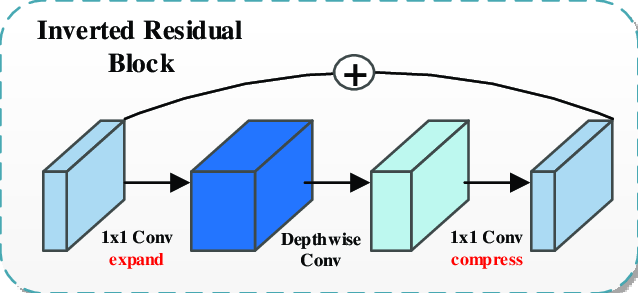 Inverted Residual
Block
+
1x1 Conv
expand
Depthwise
Conv
1x1 Conv
compress